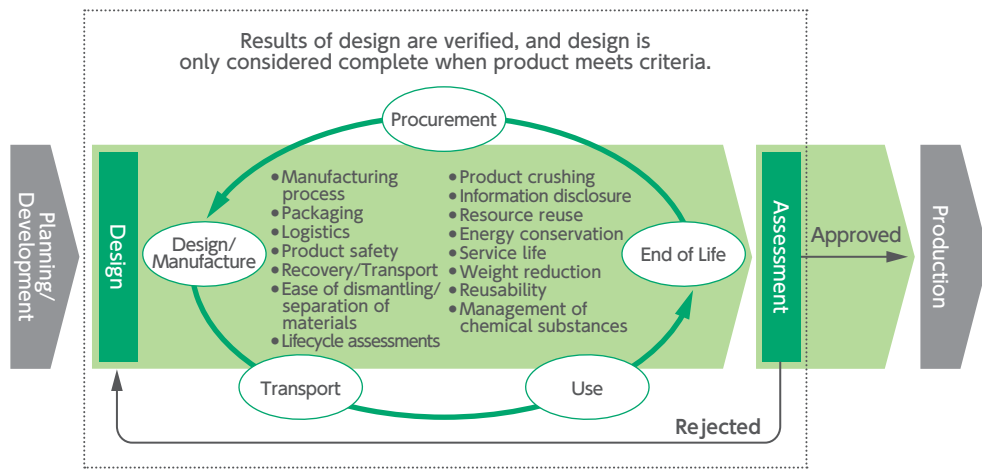 Results of design are verified, and design is
only considered complete when product meets criteria.
Planning/
Development
Design
Procurement
Design/
Manufacture
Transport
Use
End of Life
•Manufacturing
process
•Packaging
•Logistics
•Product safety
•Recovery/Transport
•Ease of dismantling/
separation of
materials
•Lifecycle assessments
•Product crushing
•Information disclosure
•Resource reuse
•Energy conservation
•Service life
•Weight reduction
•Reusability
•Management of
chemical substances
Assessment
Approved
Production
Rejected